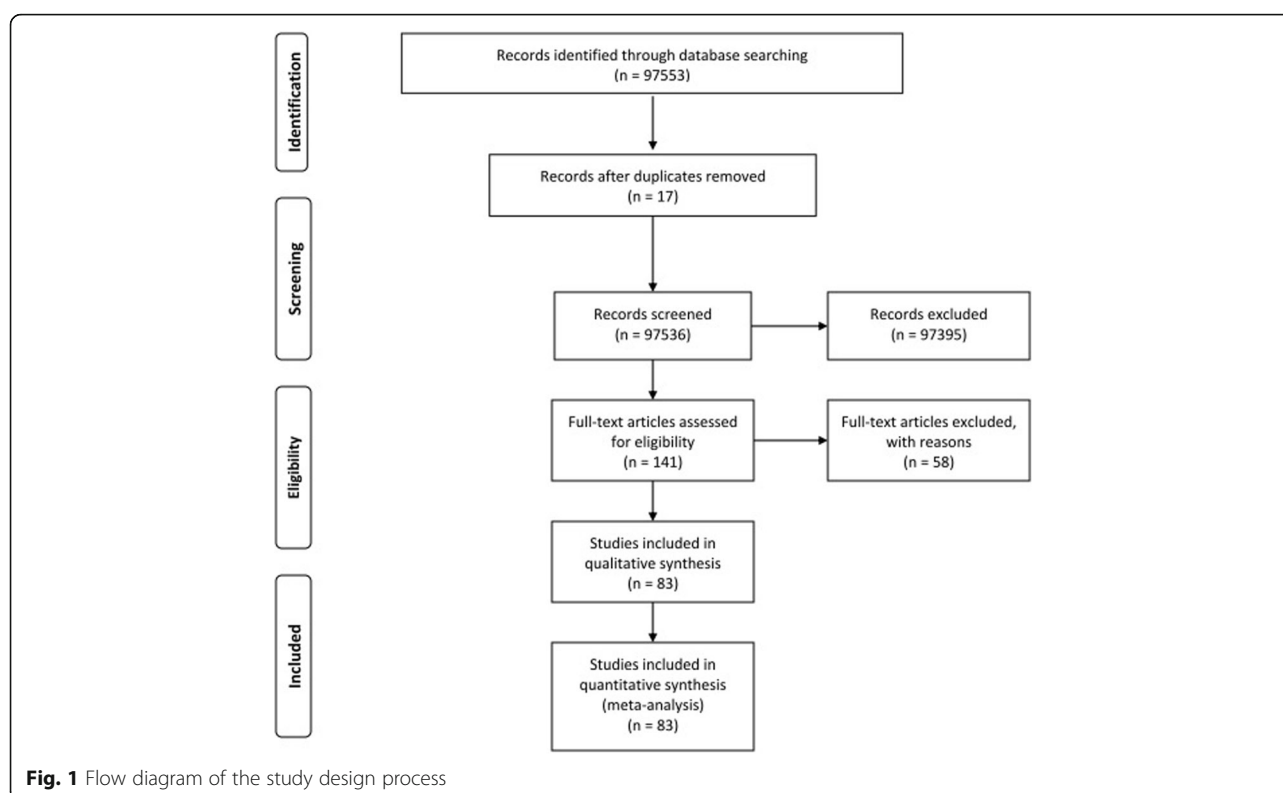 Identification
Records identified through database searching
(n = 97553)
Records after duplicates removed
(n = 17)
Screening
Records screened
(n = 97536)
Records excluded
(n = 97395)
Eligibility
Full-text articles assessed
for eligibility
(n = 141)
Full-text articles excluded,
with reasons
(n = 58)
Studies included in
qualitative synthesis
(n = 83)
Included
Studies included in
quantitative synthesis
(meta-analysis)
(n = 83)
Fig. 1 Flow diagram of the study design process